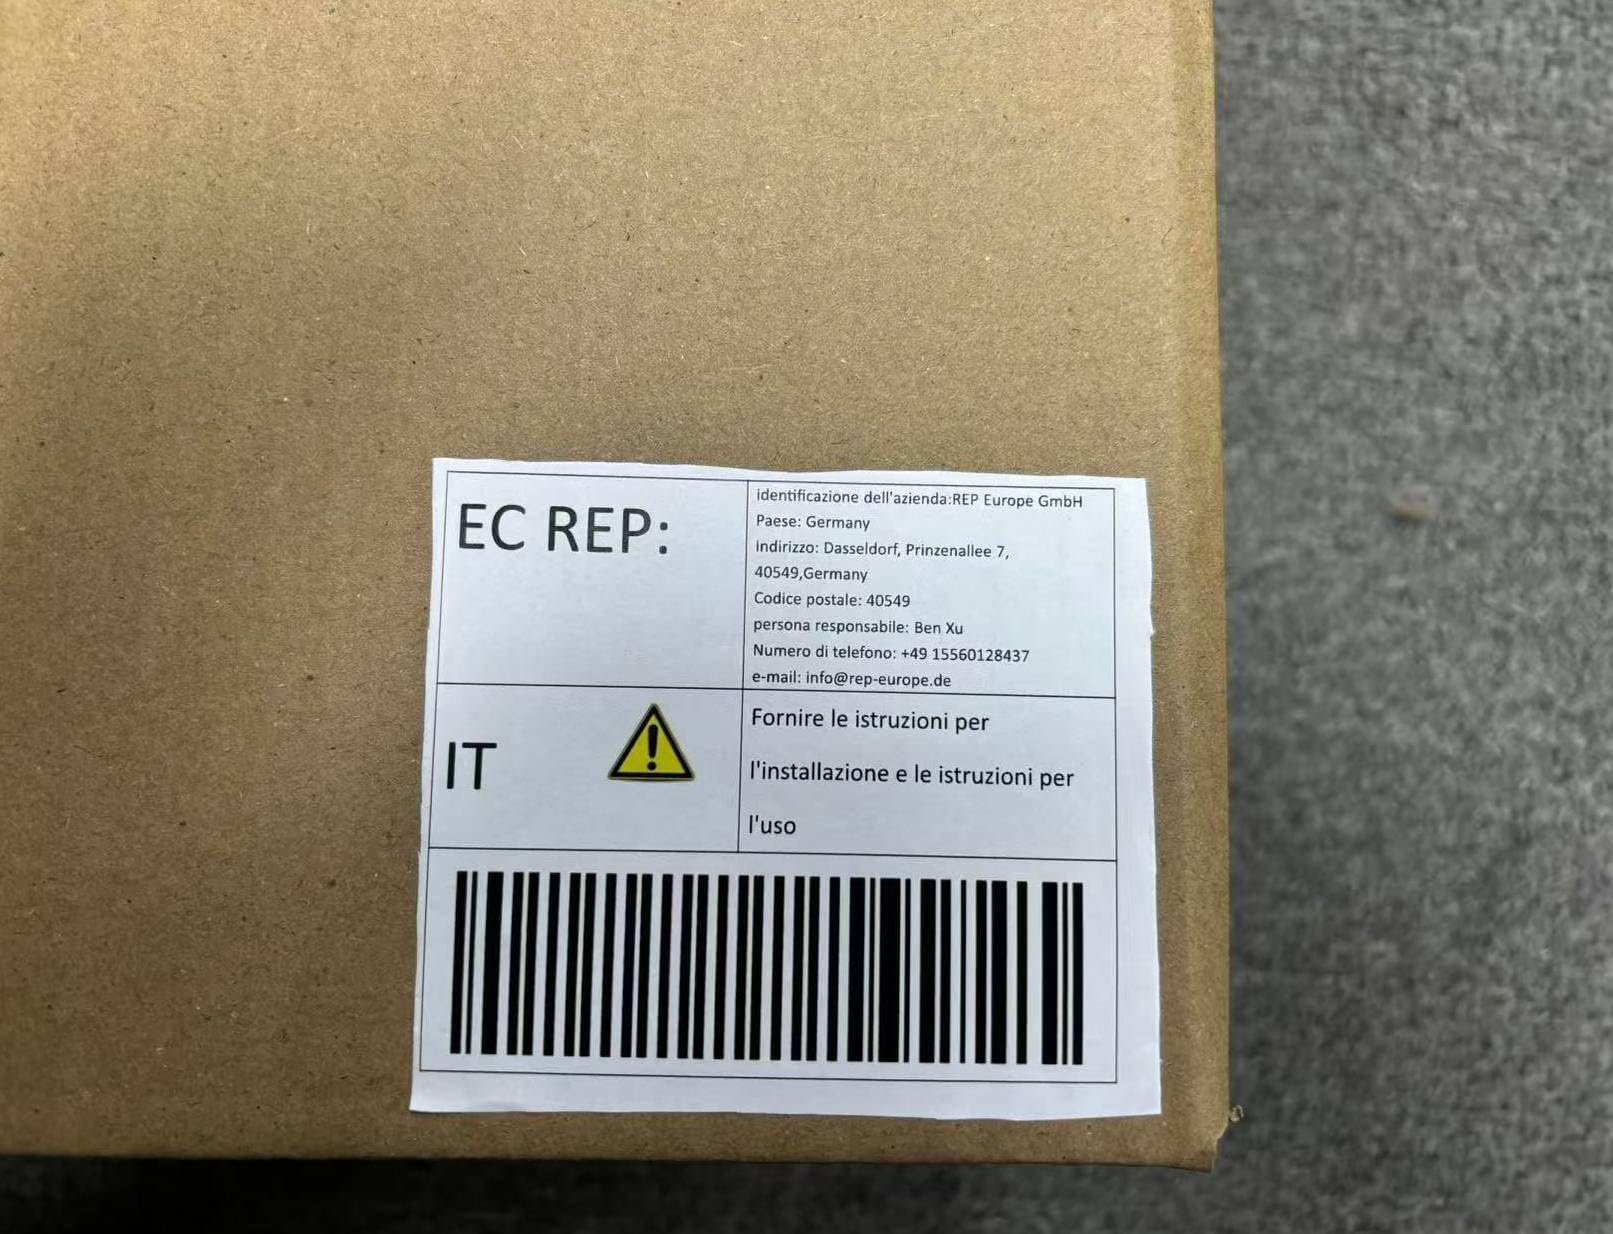 EC REP:
identificazione dell'azienda:REP Europe GmbH
Paese: Germany
Indirizzo: Dasseldorf, Prinzenallee 7,
40549,Germany
Codice postale: 40549
persona responsabile: Ben Xu
Numero di telefono: +49 15560128437
e-mail: info@rep-europe.de
IT
Fornire le istruzioni per
l'installazione e le istruzioni per
l'uso